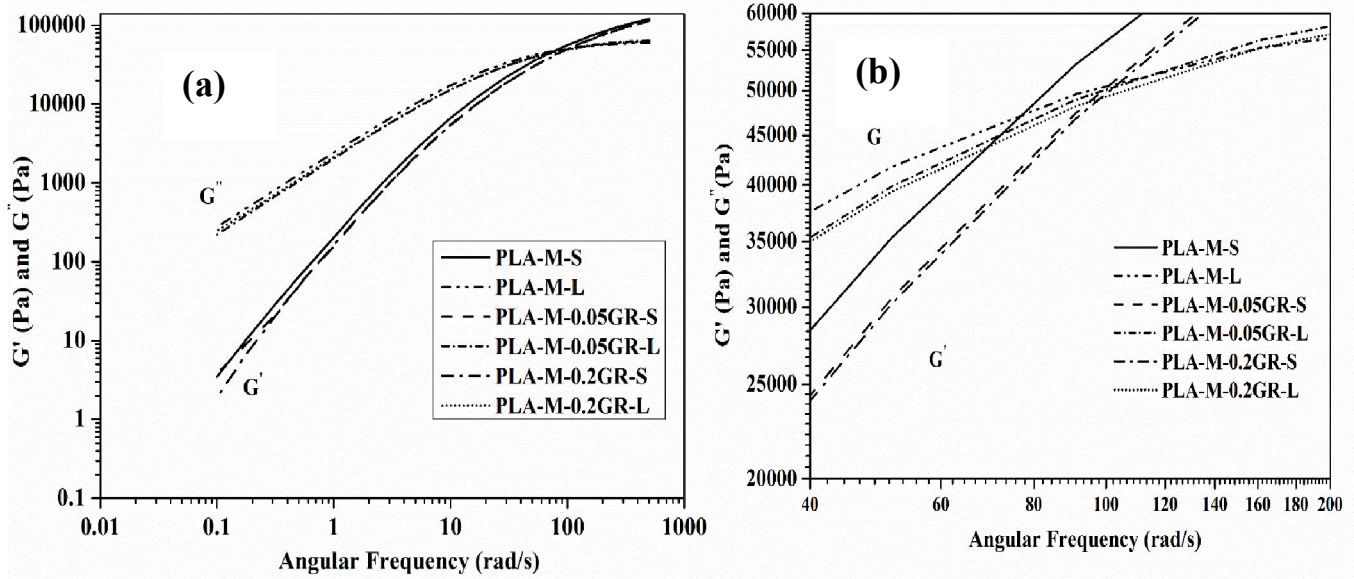 (a)
G' (Pa) and G" (Pa)
100000
10000
1000
100
10
1
0.1
G"
G'
PLA-M-S
PLA-M-L
PLA-M-0.05GR-S
PLA-M-0.05GR-L
PLA-M-0.2GR-S
PLA-M-0.2GR-L
0.01 0.1 1 10 100 1000
Angular Frequency (rad/s)
(b)
G' (Pa) and G" (Pa)
60000
55000
50000
45000
40000
35000
30000
25000
20000
G
G'
PLA-M-S
PLA-M-L
PLA-M-0.05GR-S
PLA-M-0.05GR-L
PLA-M-0.2GR-S
PLA-M-0.2GR-L
40 60 80 100 120 140 160 180 200
Angular Frequency (rad/s)